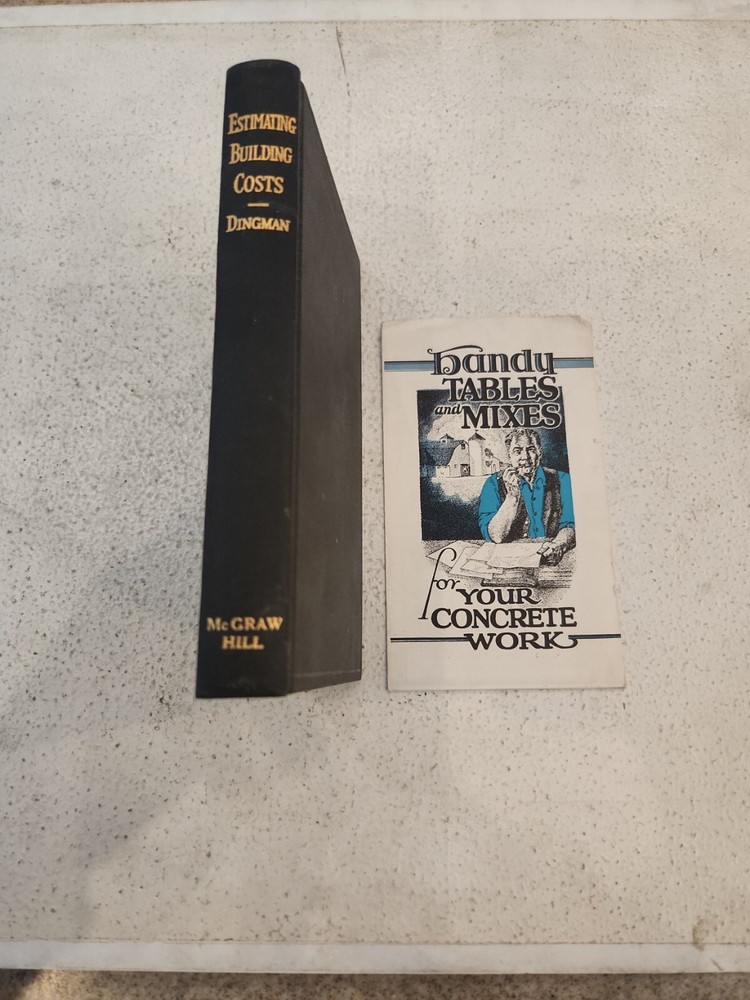 ESTIMATING
BUILDING
COSTS
DINGMAN
McGRAW
HILL
handy
TABLES
and MIXES
for YOUR
CONCRETE
WORK